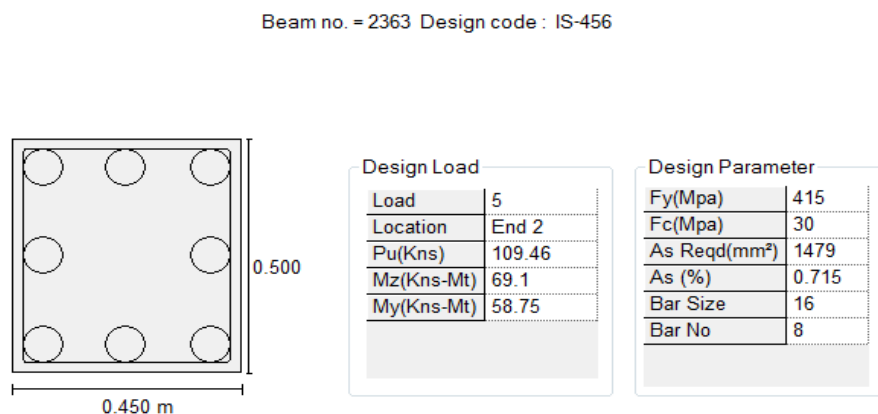 Beam no. = 2363 Design code : IS-456
0.500
0.450 m
Design Load
Load 5
Location End 2
Pu(Kns) 109.46
Mz(Kns-Mt) 69.1
My(Kns-Mt) 58.75
Design Parameter
Fy(Mpa) 415
Fc(Mpa) 30
As Reqd(mm²) 1479
As (%) 0.715
Bar Size 16
Bar No 8